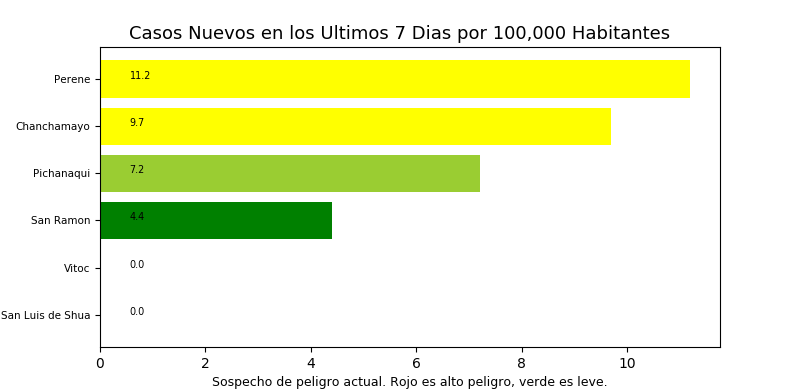 Casos Nuevos en los Ultimos 7 Dias por 100,000 Habitantes
Perene 11.2
Chanchamayo 9.7
Pichanaqui 7.2
San Ramon 4.4
Vitoc 0.0
San Luis de Shua 0.0
0 2 4 6 8 10
Sospecho de peligro actual. Rojo es alto peligro, verde es leve.